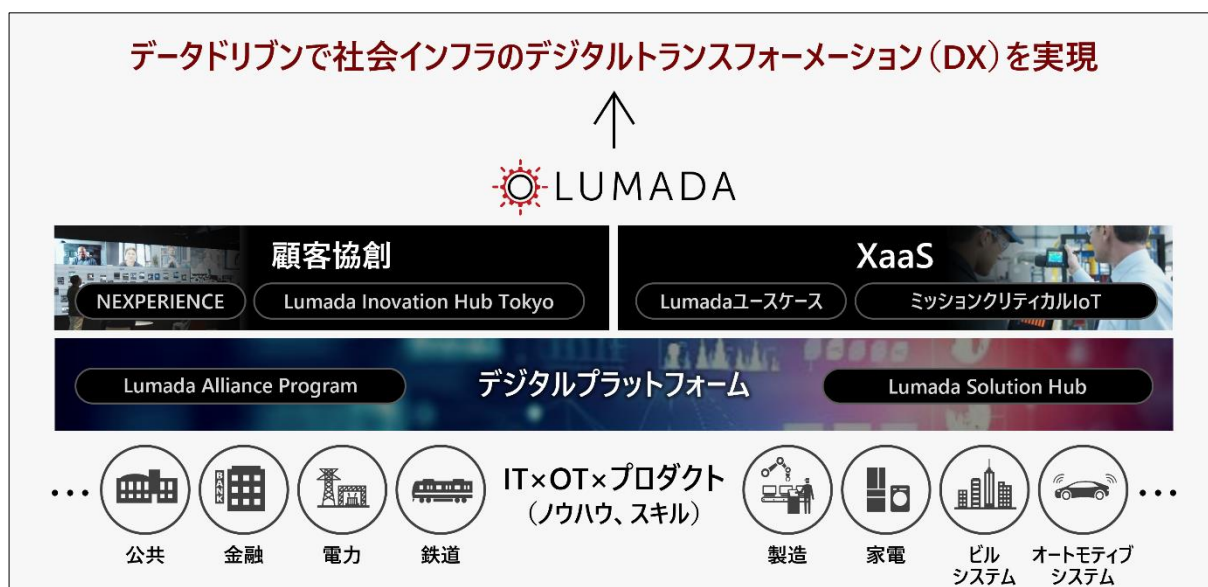 データドリブンで社会インフラのデジタルトランスフォーメーション（DX）を実現
LUMADA
顧客協創
NEXPERIENCE
Lumada Inovation Hub Tokyo
XaaS
Lumadaユースケース
ミッションクリティカルIoT
Lumada Alliance Program
デジタルプラットフォーム
Lumada Solution Hub
・・・
公共
BANK
金融
電力
鉄道
IT×OT×プロダクト
（ノウハウ、スキル）
製造
家電
ビル
システム
オートモティブ
システム
・・・